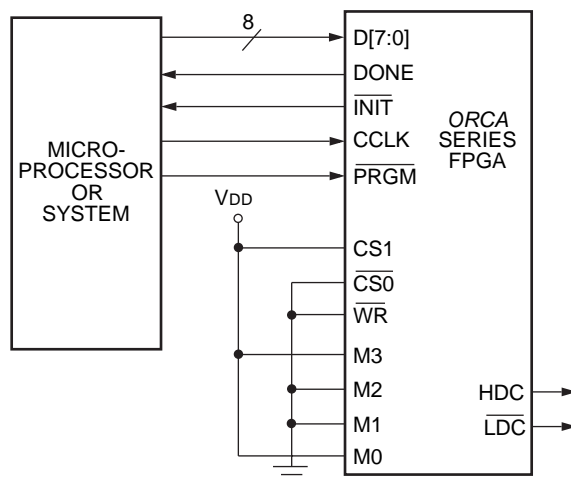 8
D[7:0]
DONE
INIT
CCLK
PRGM
MICRO-
PROCESSOR
OR
SYSTEM
ORCA
SERIES
FPGA
VDD
CS1
CS0
WR
M3
M2
M1
M0
HDC
LDC